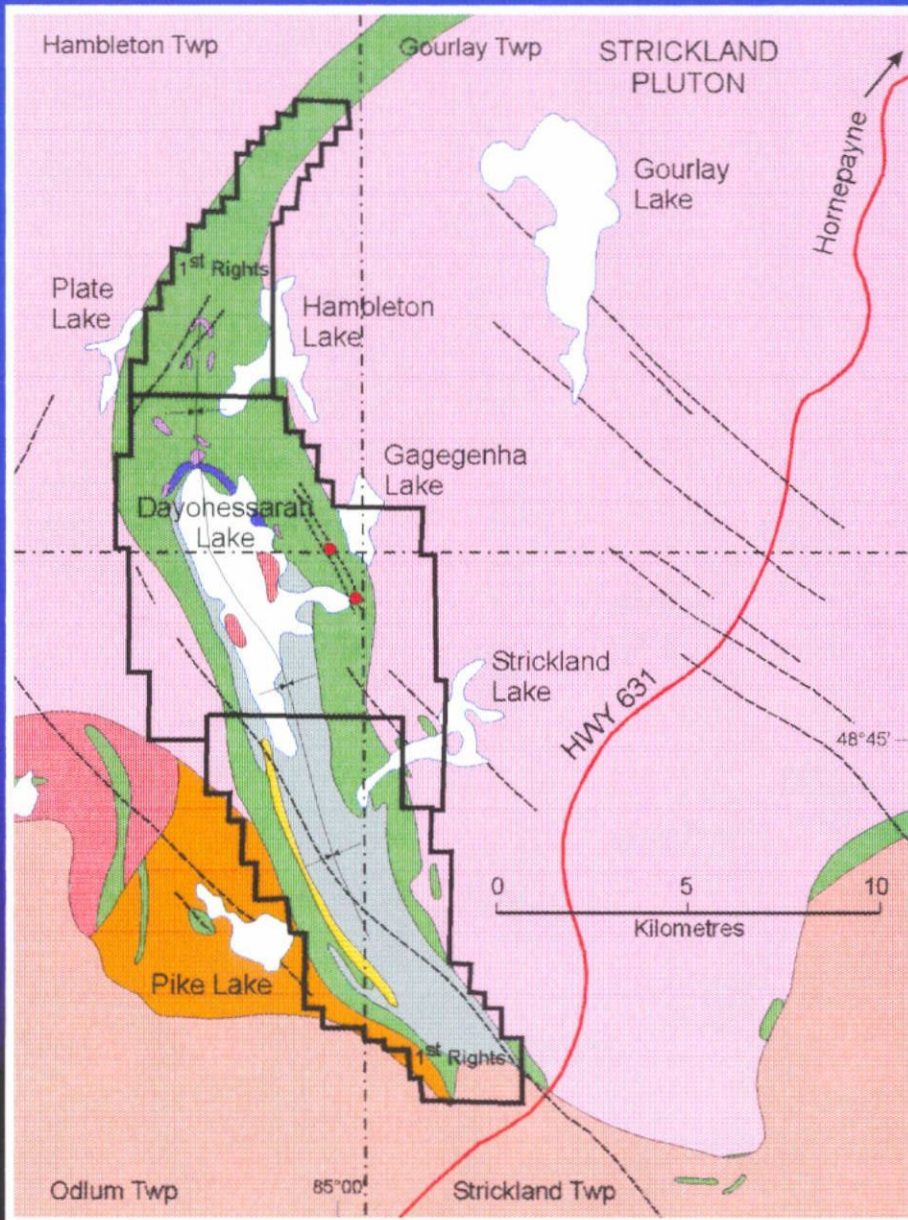 Hambleton Twp
Gourlay Twp
STRICKLAND
PLUTON
Hornepayne
Gourlay
Lake
1st Rights
Plate
Lake
Hambleton
Lake
Gagegenha
Lake
Dayohessarah
Lake
Strickland
Lake
HWY 631
48°45'
0 5 10
Kilometres
Pike Lake
1st Rights
Odlum Twp
85°00'
Strickland Twp